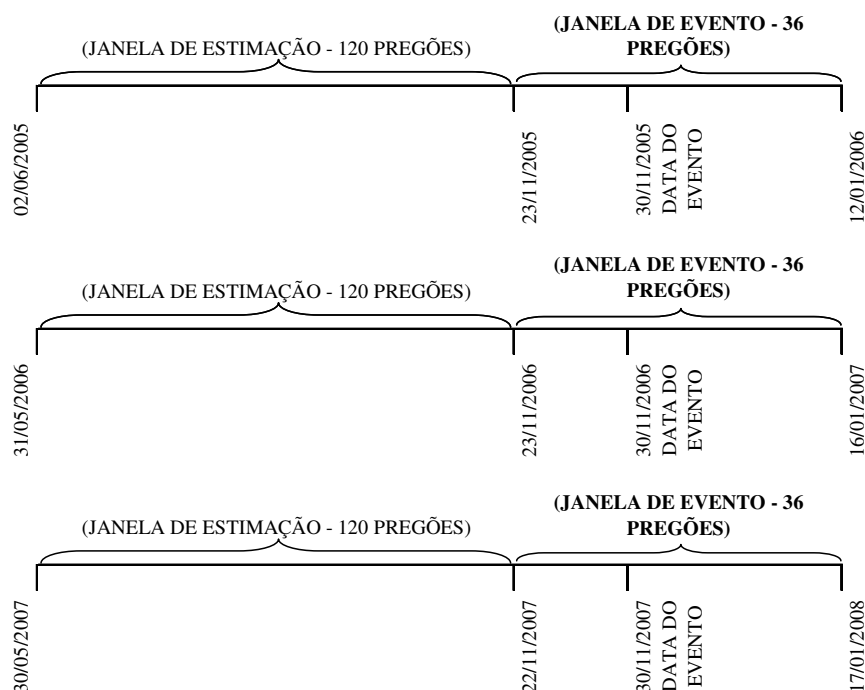 (JANELA DE ESTIMAÇÃO - 120 PREGÕES)
(JANELA DE EVENTO - 36
PREGÕES)
02/06/2005
23/11/2005
30/11/2005
DATA DO
EVENTO
12/01/2006
(JANELA DE ESTIMAÇÃO - 120 PREGÕES)
(JANELA DE EVENTO - 36
PREGÕES)
31/05/2006
23/11/2006
30/11/2006
DATA DO
EVENTO
16/01/2007
(JANELA DE ESTIMAÇÃO - 120 PREGÕES)
(JANELA DE EVENTO - 36
PREGÕES)
30/05/2007
22/11/2007
30/11/2007
DATA DO
EVENTO
17/01/2008